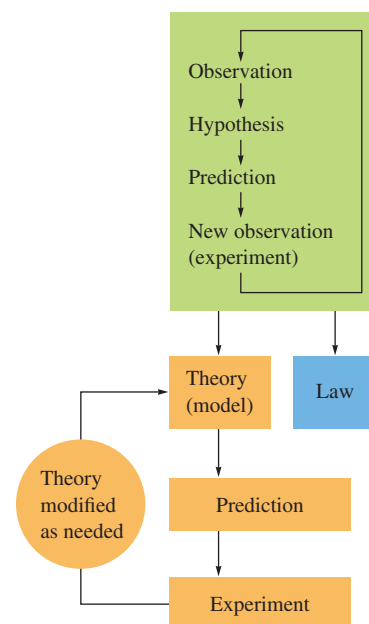 Observation
Hypothesis
Prediction
New observation
(experiment)
Theory
(model)
Law
Theory
modified
as needed
Prediction
Experiment